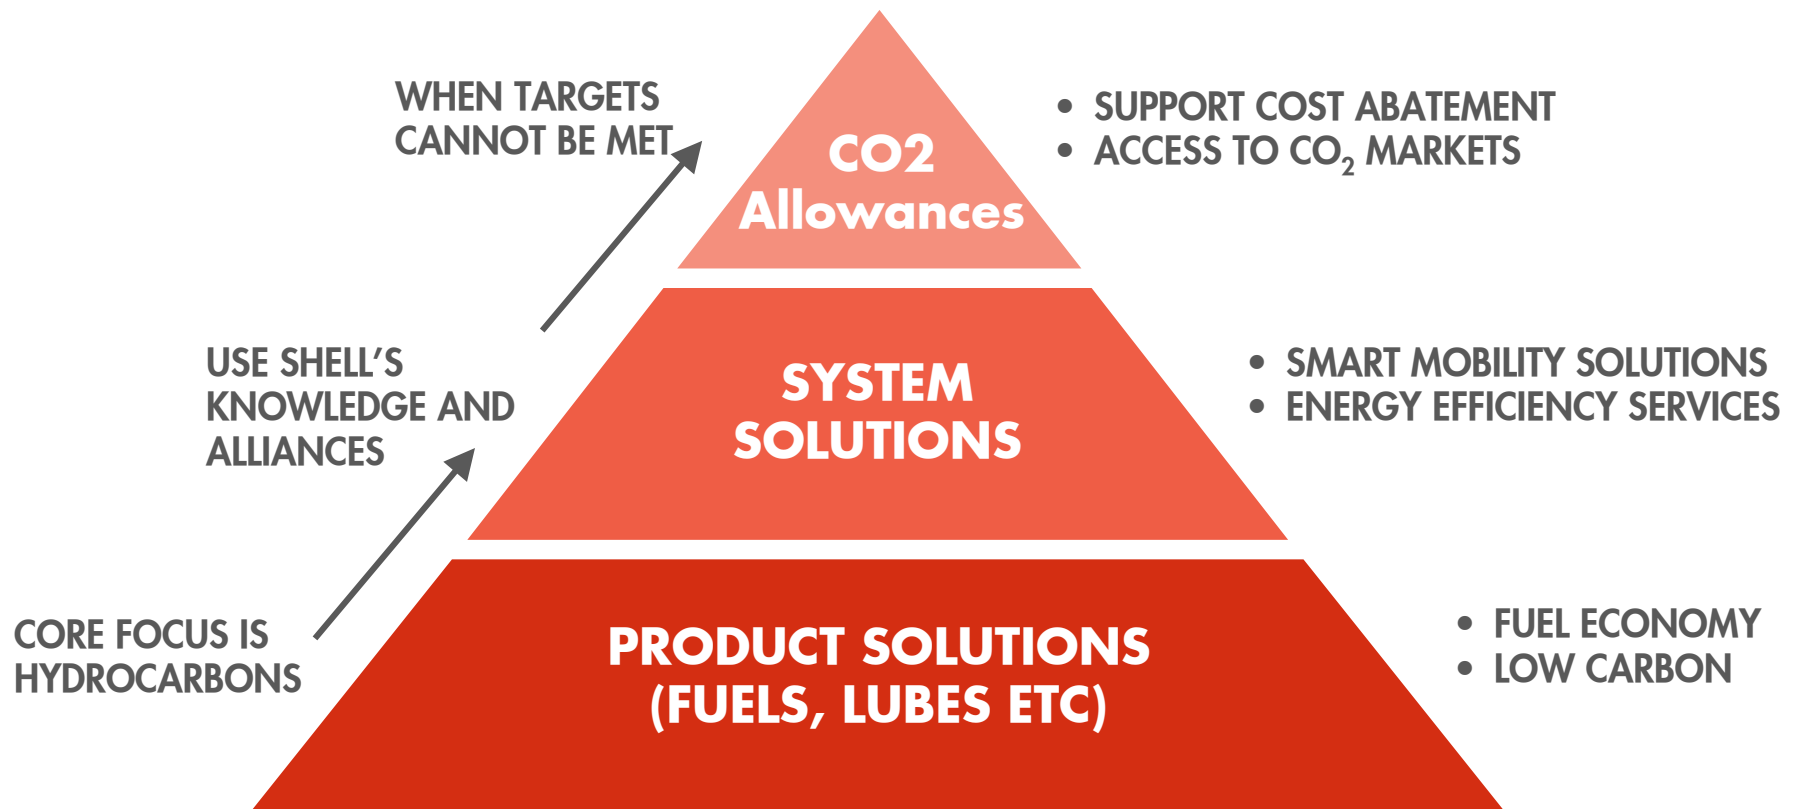 WHEN TARGETS
CANNOT BE MET
CO2
Allowances
• SUPPORT COST ABATEMENT
• ACCESS TO CO₂ MARKETS
USE SHELL’S
KNOWLEDGE AND
ALLIANCES
SYSTEM
SOLUTIONS
• SMART MOBILITY SOLUTIONS
• ENERGY EFFICIENCY SERVICES
CORE FOCUS IS
HYDROCARBONS
PRODUCT SOLUTIONS
(FUELS, LUBES ETC)
• FUEL ECONOMY
• LOW CARBON